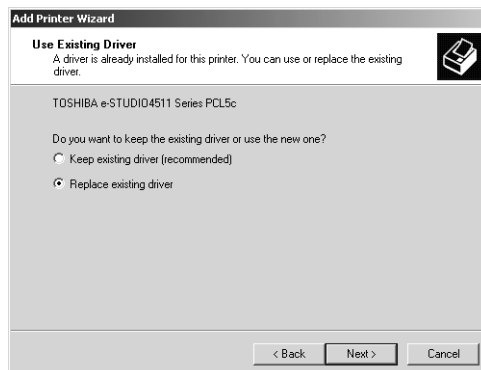 Add Printer Wizard
Use Existing Driver
A driver is already installed for this printer. You can use or replace the existing
driver.
TOSHIBA e-STUDIO4511 Series PCL5c
Do you want to keep the existing driver or use the new one?
Keep existing driver (recommended)
Replace existing driver
< Back Next > Cancel